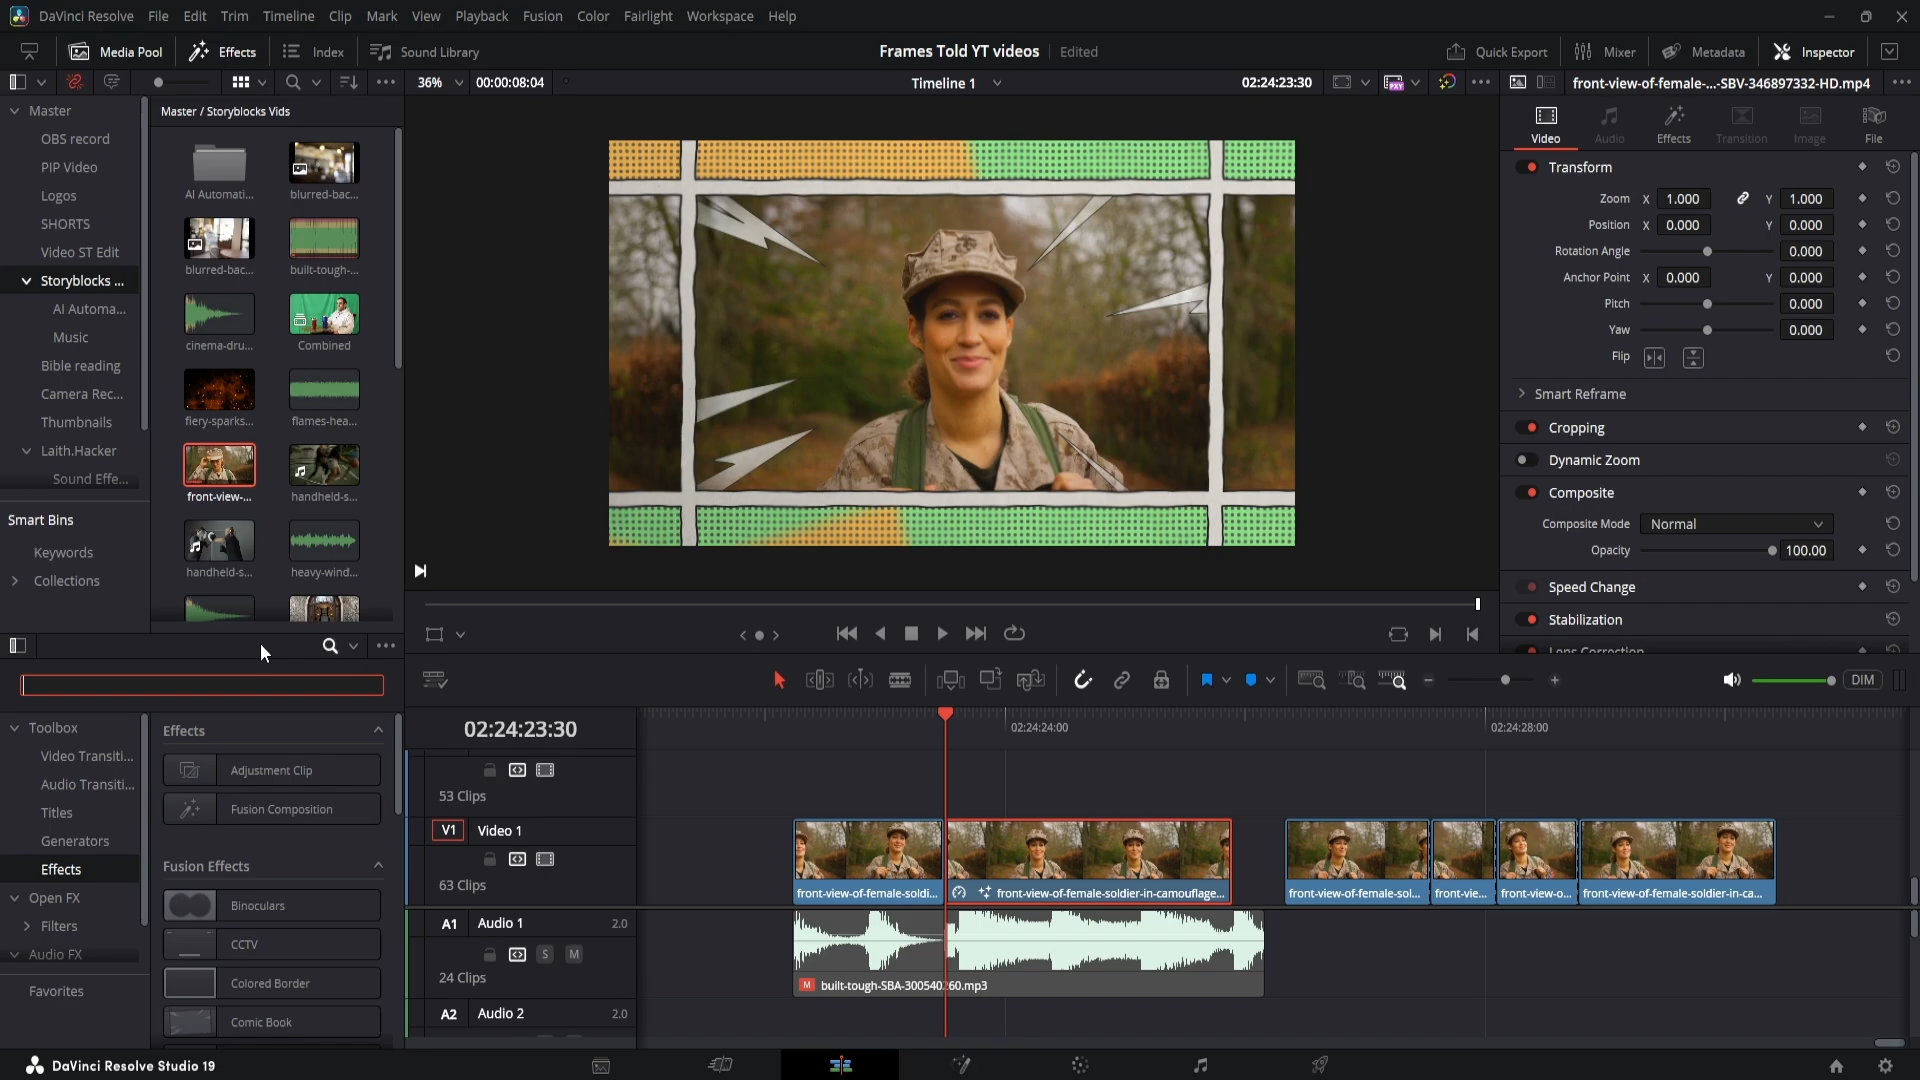 DaVinci Resolve File Edit Trim Timeline Clip Mark View Playback Fusion Color Fairlight Workspace Help
Media Pool Effects Index Sound Library Frames Told YT videos Edited Quick Export Mixer Metadata Inspector
36% 00:00:08:04 Timeline 1 02:24:23:30 PXY front-view-of-female-...-SBV-346897332-HD.mp4
Master
OBS record
PIP Video
Logos
SHORTS
Video ST Edit
Storyblocks ...
AI Automa...
Music
Bible reading
Camera Rec...
Thumbnails
Laith.Hacker
Sound Effe...
Smart Bins
Keywords
Collections
Master / Storyblocks Vids
AI Automati... blurred-bac...
blurred-bac... built-tough-...
cinema-dru... Combined
fiery-sparks... flames-hea...
front-view-... handheld-s...
handheld-s... heavy-wind...
Video Audio Effects Transition Image File
Transform
Zoom X 1.000 Y 1.000
Position X 0.000 Y 0.000
Rotation Angle 0.000
Anchor Point X 0.000 Y 0.000
Pitch 0.000
Yaw 0.000
Flip
Smart Reframe
Cropping
Dynamic Zoom
Composite
Composite Mode Normal
Opacity 100.00
Speed Change
Stabilization
Lens Correction
DIM
Toolbox
Video Transiti...
Audio Transiti...
Titles
Generators
Effects
Open FX
Filters
Audio FX
Favorites
Effects
Adjustment Clip
Fusion Composition
Fusion Effects
Binoculars
CCTV
Colored Border
Comic Book
02:24:23:30 02:24:24:00 02:24:28:00
53 Clips
V1 Video 1
63 Clips
front-view-of-female-soldi... front-view-of-female-soldier-in-camouflage... front-view-of-female-sol... front-vie... front-view-o... front-view-of-female-soldier-in-ca...
A1 Audio 1 2.0
S M
24 Clips
M built-tough-SBA-300540260.mp3
A2 Audio 2 2.0
DaVinci Resolve Studio 19